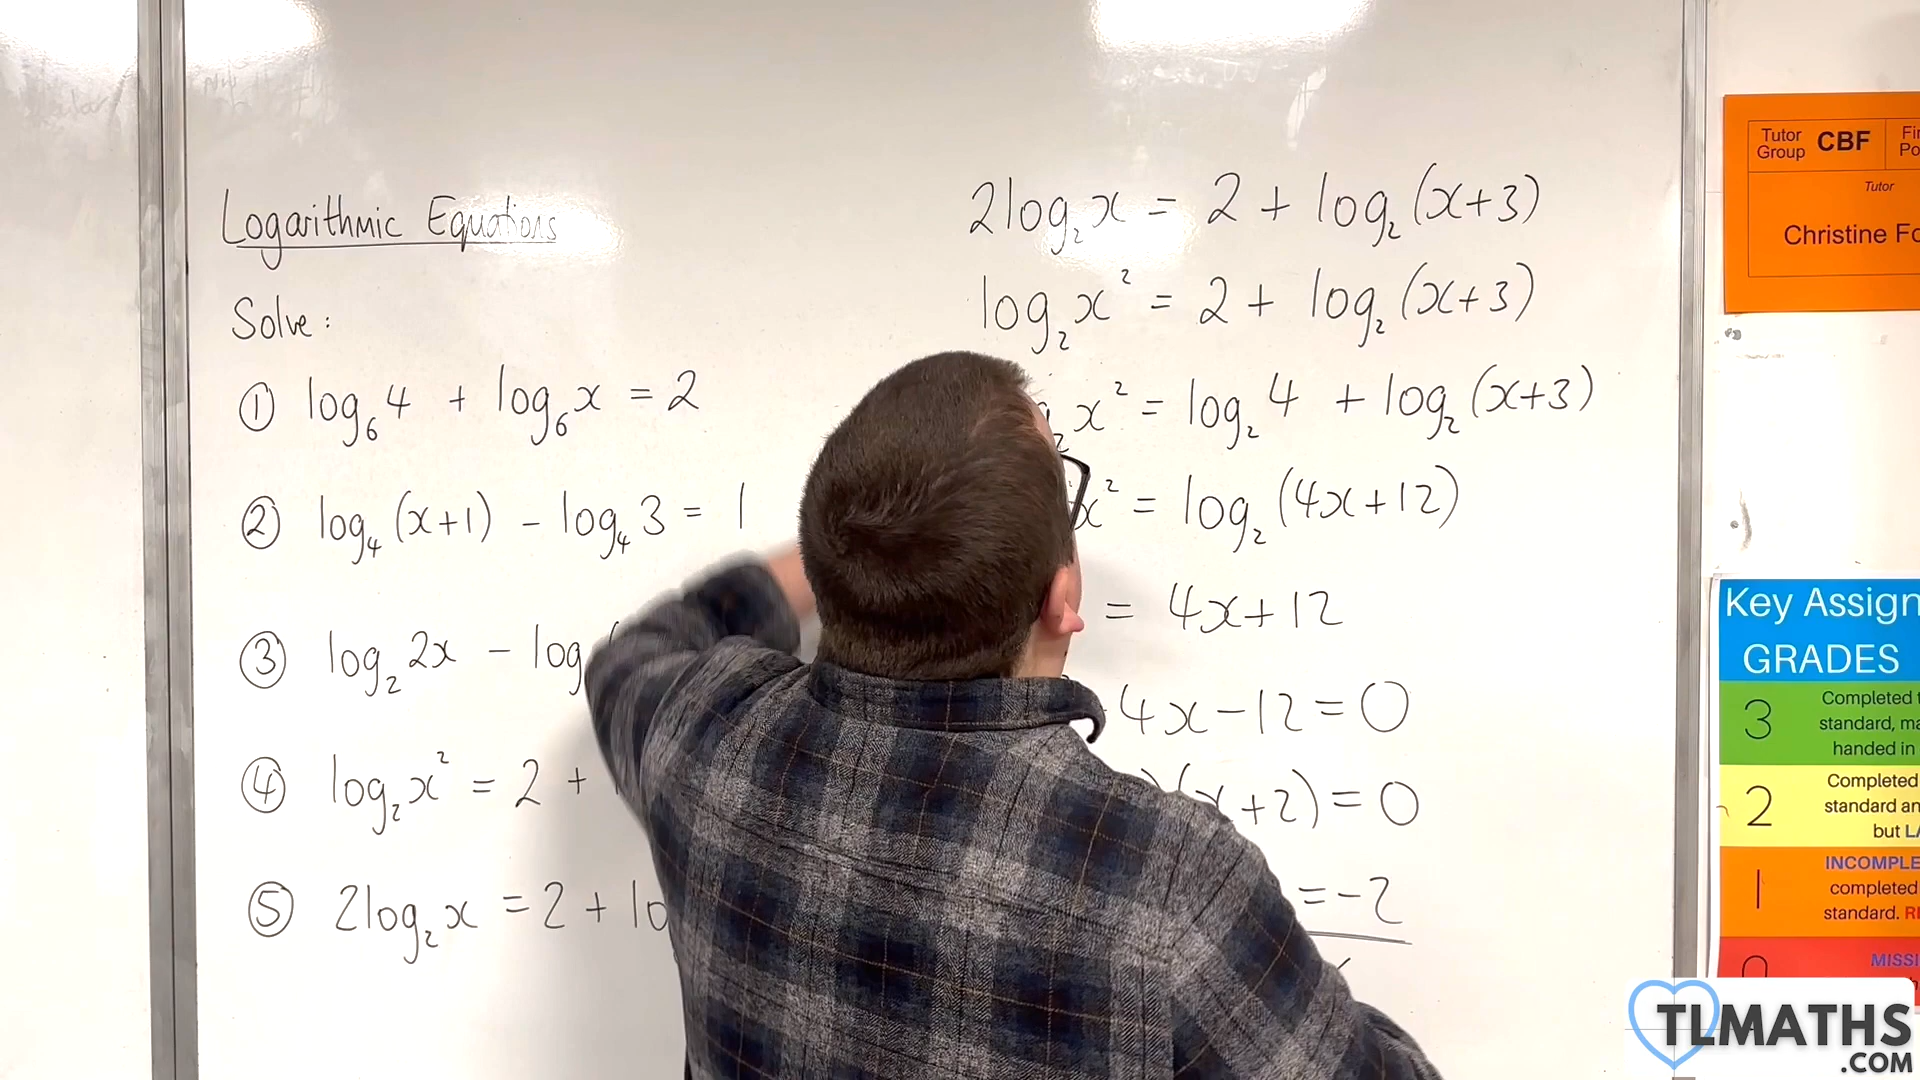 Logarithmic Equations
Solve:
① log₆4 + log₆x = 2
② log₄(x+1) - log₄3 = 1
③ log₂2x - log
④ log₂x² = 2 +
⑤ 2log₂x = 2 + lo
2log₂x = 2 + log₂(x+3)
log₂x² = 2 + log₂(x+3)
x² = log₂4 + log₂(x+3)
x² = log₂(4x+12)
= 4x+12
4x-12=0
(x+2)=0
=-2
Tutor Group CBF
Tutor
Christine
Key Assign
GRADES
3 Completed
standard,
handed in
2 Completed
standard
but
1 INCOMPLE
completed
standard.
0 MISSI
TLMATHS
.COM